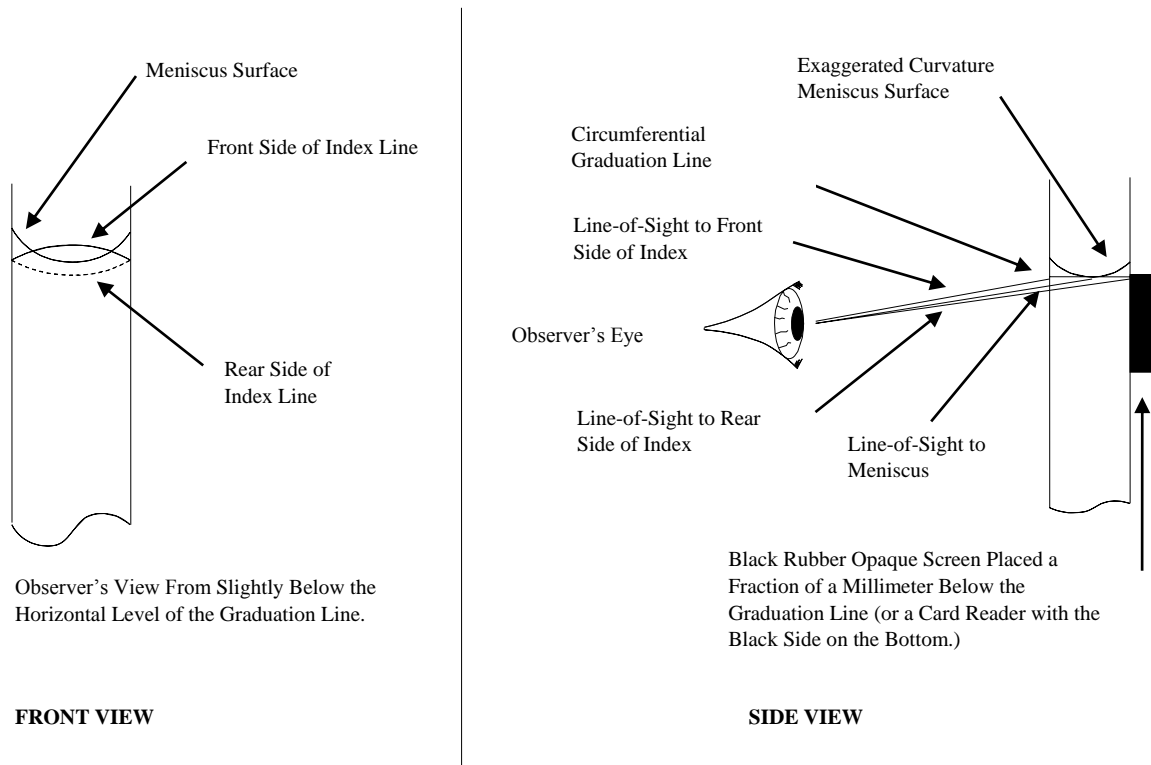 Meniscus Surface
Front Side of Index Line
Rear Side of
Index Line
Observer's View From Slightly Below the
Horizontal Level of the Graduation Line.
FRONT VIEW
Exaggerated Curvature
Meniscus Surface
Circumferential
Graduation Line
Line-of-Sight to Front
Side of Index
Observer's Eye
Line-of-Sight to Rear
Side of Index
Line-of-Sight to
Meniscus
Black Rubber Opaque Screen Placed a
Fraction of a Millimeter Below the
Graduation Line (or a Card Reader with the
Black Side on the Bottom.)
SIDE VIEW